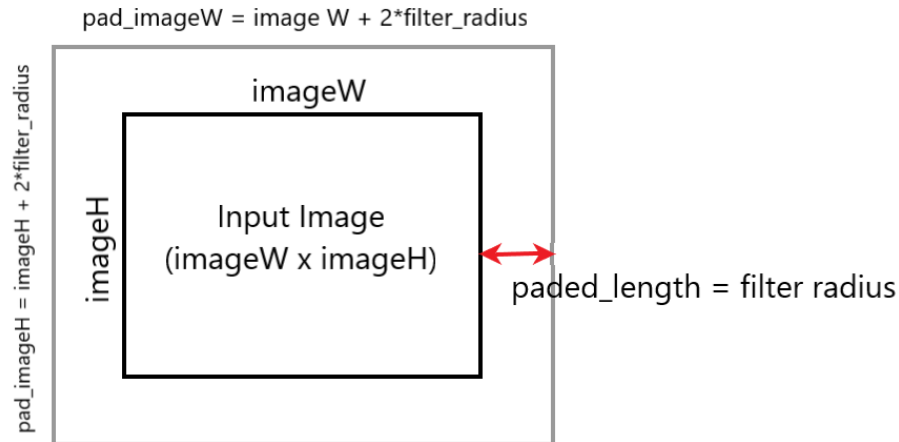 pad_imageW = image W + 2*filter_radius
imageW
pad_imageH = imageH + 2*filter_radius
imageH
Input Image
(imageW x imageH)
paded_length = filter radius